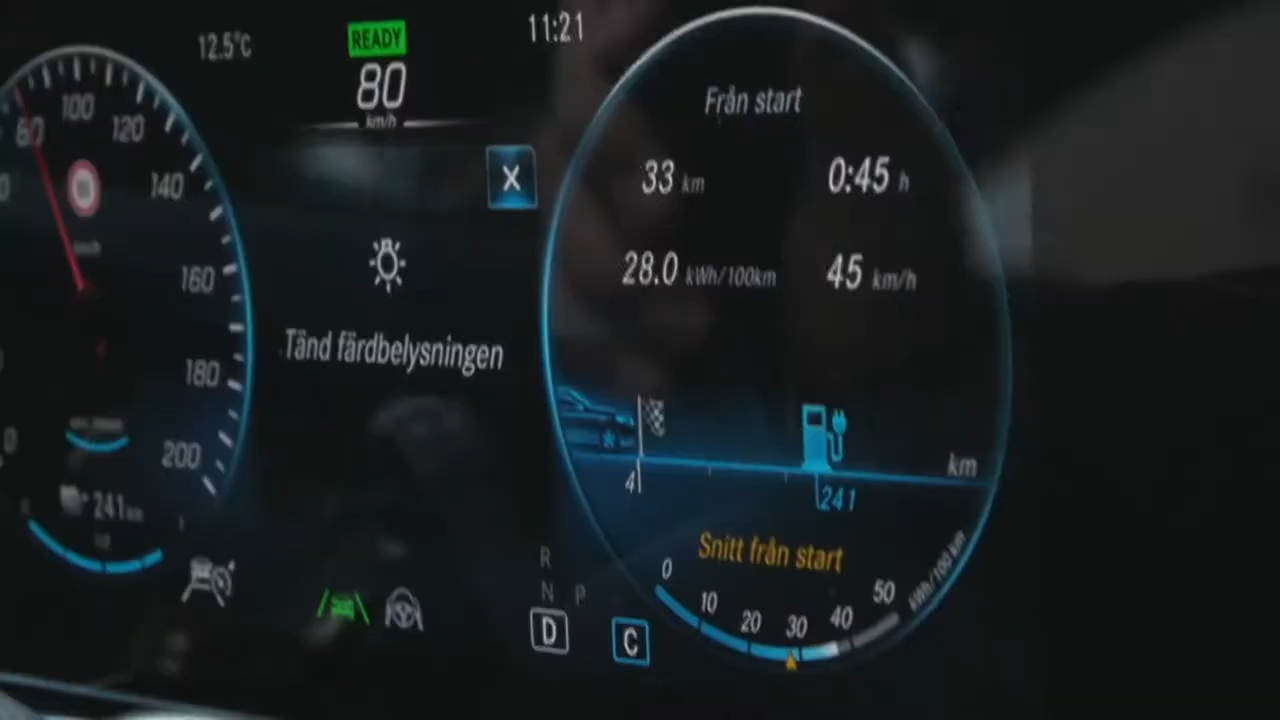 12.5°C
READY
80
km/h
11:21
80
100
120
140
160
180
200
241 km
X
Tänd färdbelysningen
Från start
33 km
0:45 h
28.0 kWh/100km
45 km/h
4
241
km
Snitt från start
0
10
20
30
40
50
kWh/100 km
R
N
P
D
C